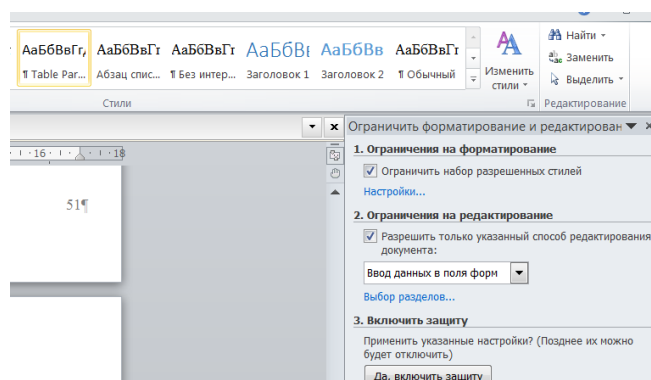 Найти
АаБбВвГг, АаБбВвГг АаБбВвГг АаБбВв АаБбВв АаБбВвГг
Заменить
Изменить стили
Выделить
¶ Table Par... Абзац спис... ¶ Без интер... Заголовок 1 Заголовок 2 ¶ Обычный
Стили
Редактирование
Ограничить форматирование и редактирован
· 16 · · · 18
1. Ограничения на форматирование
Ограничить набор разрешенных стилей
Настройки...
51¶
2. Ограничения на редактирование
Разрешить только указанный способ редактирования
документа:
Ввод данных в поля форм
Выбор разделов...
3. Включить защиту
Применить указанные настройки? (Позднее их можно
будет отключить)
Да, включить защиту